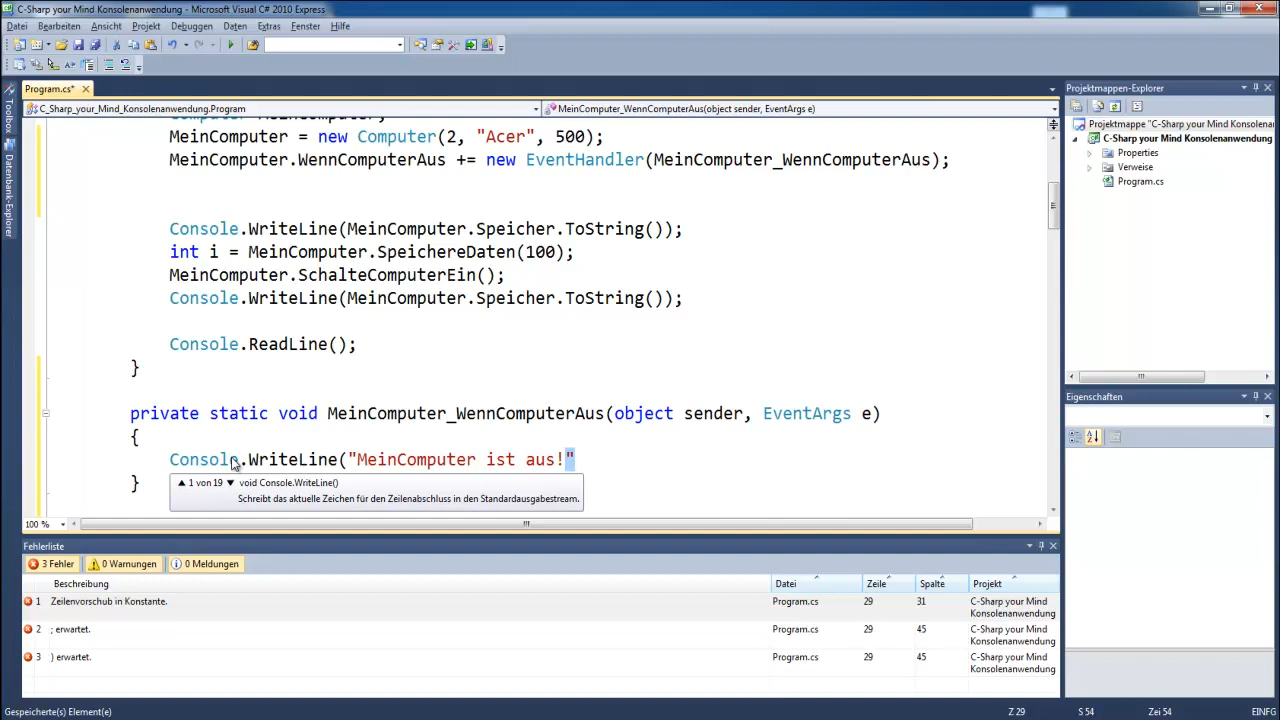 C-Sharp your Mind Konsolenanwendung - Microsoft Visual C# 2010 Express
Datei Bearbeiten Ansicht Projekt Debuggen Daten Extras Fenster Hilfe
Program.cs*
C_Sharp_your_Mind_Konsolenanwendung.Program
MeinComputer_WennComputerAus(object sender, EventArgs e)
Toolbox
Datenbank-Explorer
Computer MeinComputer;
MeinComputer = new Computer(2, "Acer", 500);
MeinComputer.WennComputerAus += new EventHandler(MeinComputer_WennComputerAus);
Console.WriteLine(MeinComputer.Speicher.ToString());
int i = MeinComputer.SpeichereDaten(100);
MeinComputer.SchalteComputerEin();
Console.WriteLine(MeinComputer.Speicher.ToString());
Console.ReadLine();
}
private static void MeinComputer_WennComputerAus(object sender, EventArgs e)
{
Console.WriteLine("MeinComputer ist aus!"
}
▲ 1 von 19 ▼ void Console.WriteLine()
Schreibt das aktuelle Zeichen für den Zeilenabschluss in den Standardausgabestream.
100 %
Projektmappen-Explorer
Projektmappe "C-Sharp your Mind Konsolenan
C-Sharp your Mind Konsolenanwendung
Properties
Verweise
Program.cs
Eigenschaften
Fehlerliste
3 Fehler 0 Warnungen 0 Meldungen
Beschreibung Datei Zeile Spalte Projekt
1 Zeilenvorschub in Konstante. Program.cs 29 31 C-Sharp your Mind
Konsolenanwendung
2 ; erwartet. Program.cs 29 45 C-Sharp your Mind
Konsolenanwendung
3 ) erwartet. Program.cs 29 45 C-Sharp your Mind
Konsolenanwendung
Gespeicherte(s) Element(e) Z 29 S 54 Zei 54 EINFG